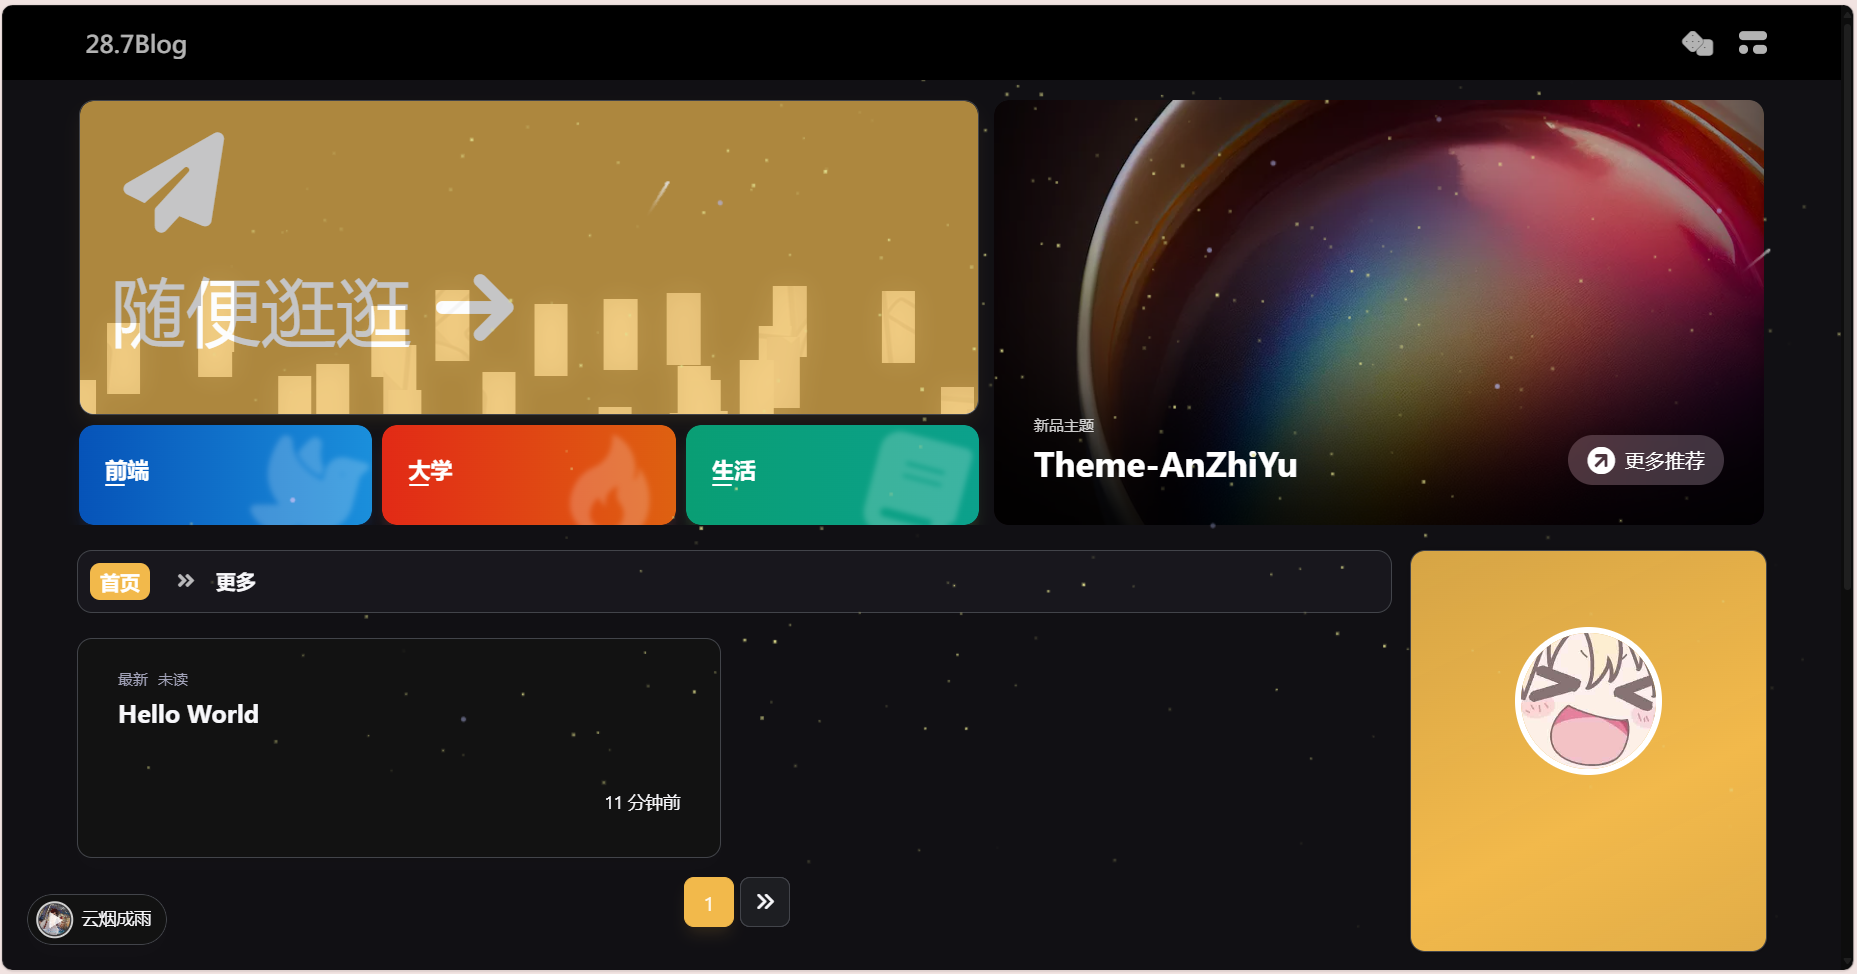 28.7Blog
随便逛逛
前端
大学
生活
新品主题
Theme-AnZhiYu
更多推荐
首页
更多
最新 未读
Hello World
11 分钟前
1
云烟成雨